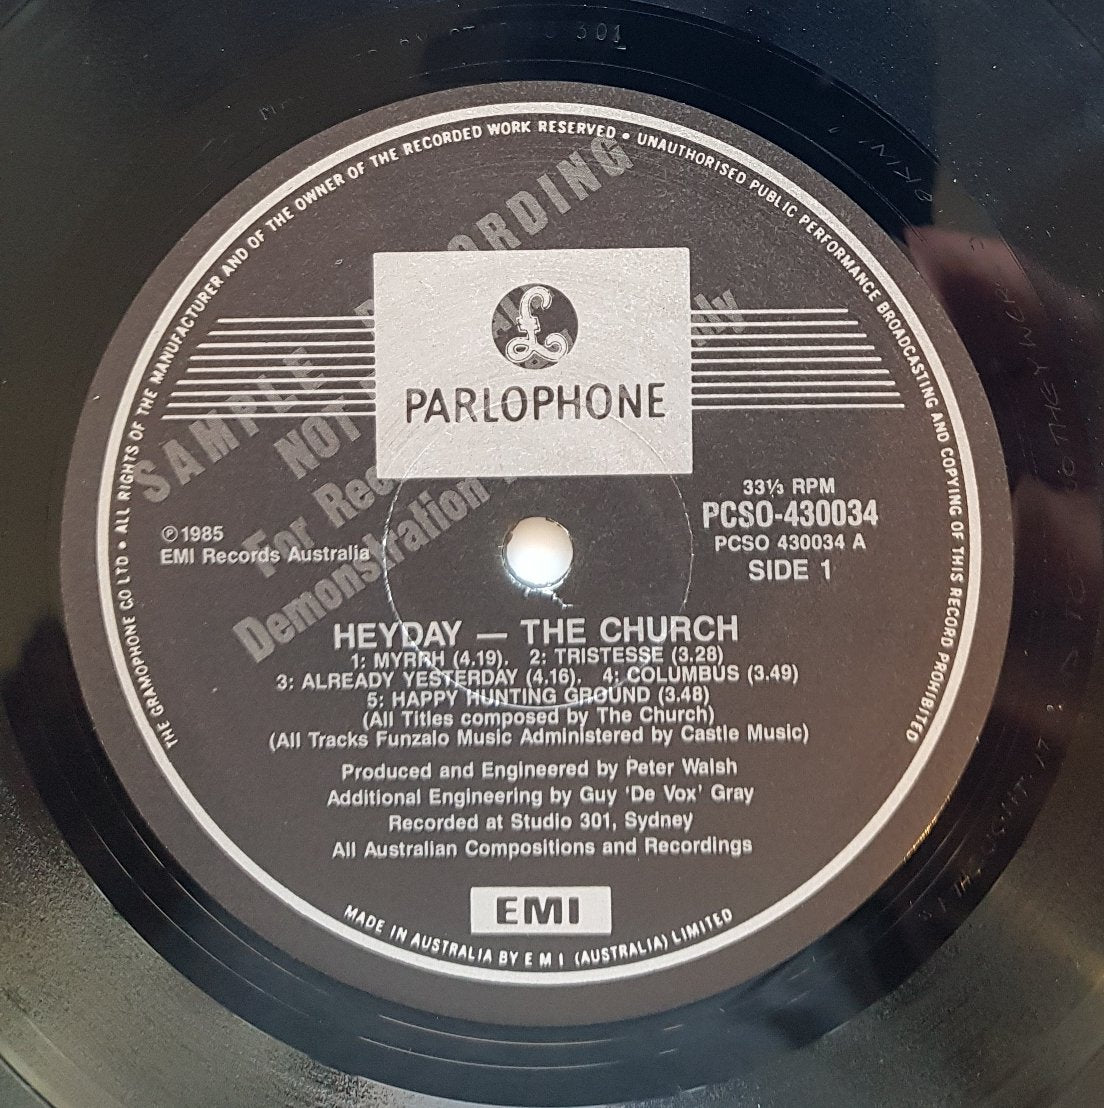 THE GRAMOPHONE CO LTD • ALL RIGHTS OF THE MANUFACTURER AND OF THE OWNER OF THE RECORDED WORK RESERVED • UNAUTHORISED PUBLIC PERFORMANCE BROADCASTING AND COPYING OF THIS RECORD PROHIBITED
SAMPLE
NOT
For
Demonstration
£
PARLOPHONE
33⅓ RPM
PCSO-430034
PCSO 430034 A
SIDE 1
Ⓟ1985
EMI Records Australia
HEYDAY — THE CHURCH
1: MYRRH (4.19). 2: TRISTESSE (3.28)
3: ALREADY YESTERDAY (4.16). 4: COLUMBUS (3.49)
5: HAPPY HUNTING GROUND (3.48)
(All Titles composed by The Church)
(All Tracks Funzalo Music Administered by Castle Music)
Produced and Engineered by Peter Walsh
Additional Engineering by Guy 'De Vox' Gray
Recorded at Studio 301, Sydney
All Australian Compositions and Recordings
EMI
MADE IN AUSTRALIA BY E M I (AUSTRALIA) LIMITED
301